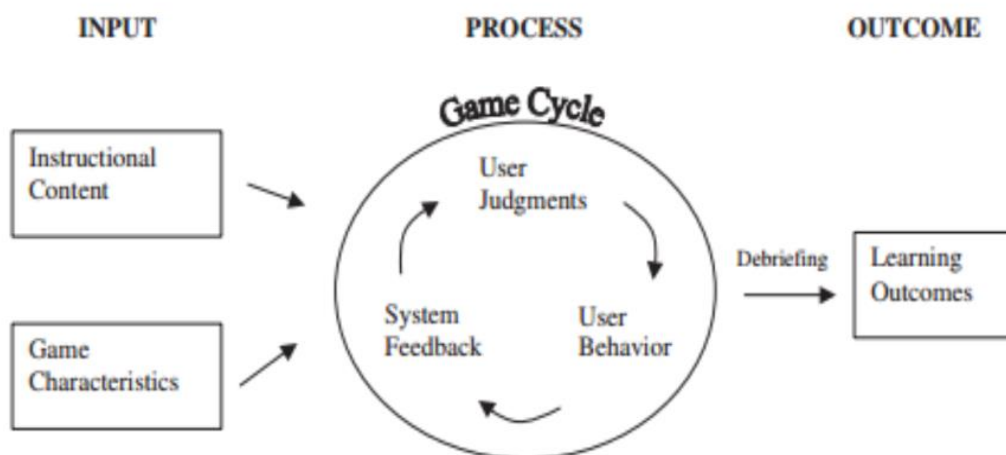 INPUT
PROCESS
OUTCOME
Game Cycle
Instructional
Content
Game
Characteristics
User
Judgments
User
Behavior
System
Feedback
Debriefing
Learning
Outcomes